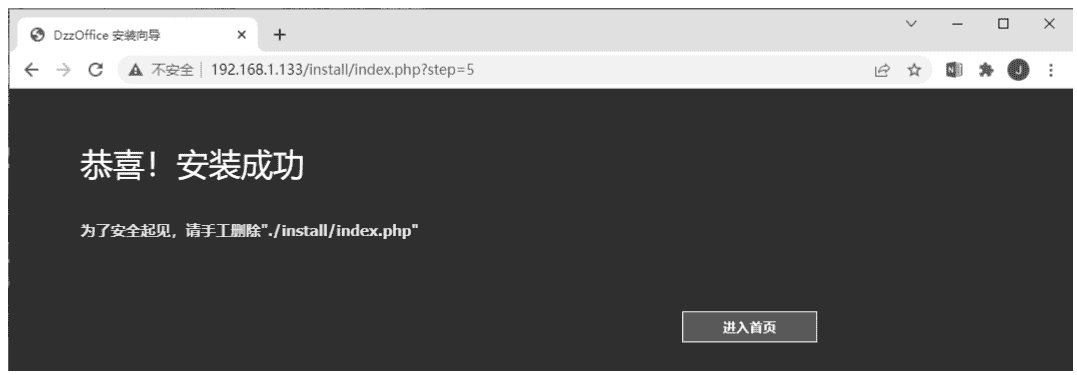 DzzOffice 安装向导
不安全 | 192.168.1.133/install/index.php?step=5
J
恭喜！安装成功
为了安全起见，请手工删除"./install/index.php"
进入首页